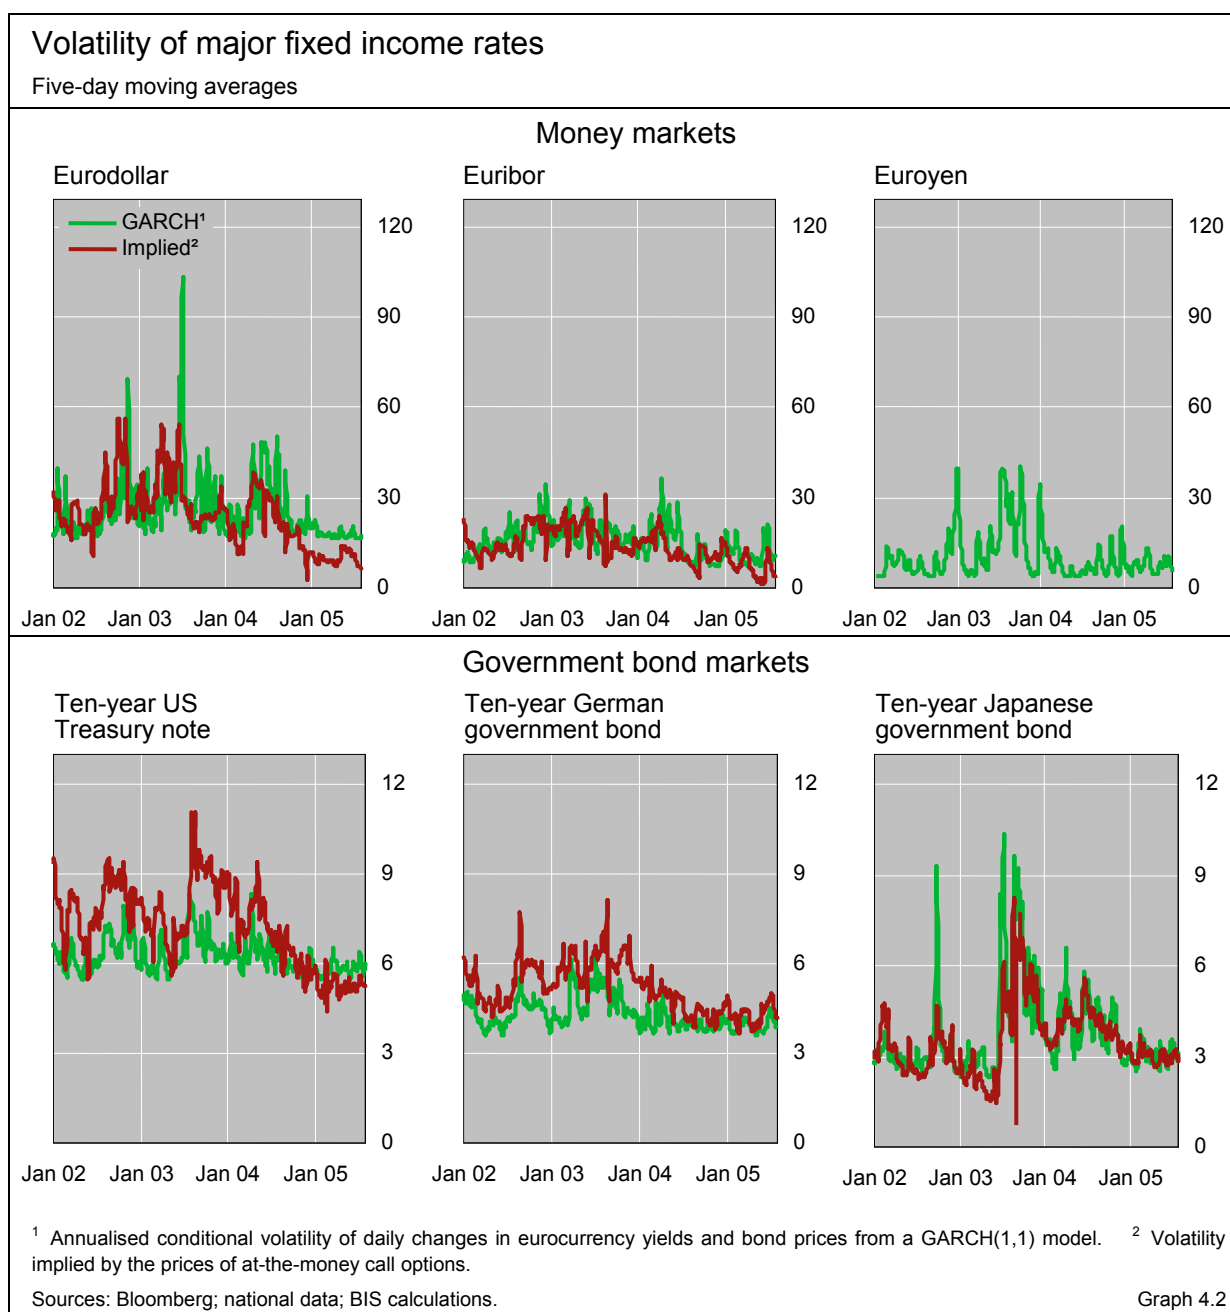 Volatility of major fixed income rates
Five-day moving averages
Money markets
Eurodollar
Euribor
Euroyen
GARCH¹
Implied²
120
90
60
30
0
120
90
60
30
0
120
90
60
30
0
Jan 02 Jan 03 Jan 04 Jan 05
Jan 02 Jan 03 Jan 04 Jan 05
Jan 02 Jan 03 Jan 04 Jan 05
Government bond markets
Ten-year US
Treasury note
Ten-year German
government bond
Ten-year Japanese
government bond
12
9
6
3
0
12
9
6
3
0
12
9
6
3
0
Jan 02 Jan 03 Jan 04 Jan 05
Jan 02 Jan 03 Jan 04 Jan 05
Jan 02 Jan 03 Jan 04 Jan 05
¹ Annualised conditional volatility of daily changes in eurocurrency yields and bond prices from a GARCH(1,1) model. ² Volatility
implied by the prices of at-the-money call options.
Sources: Bloomberg; national data; BIS calculations. Graph 4.2